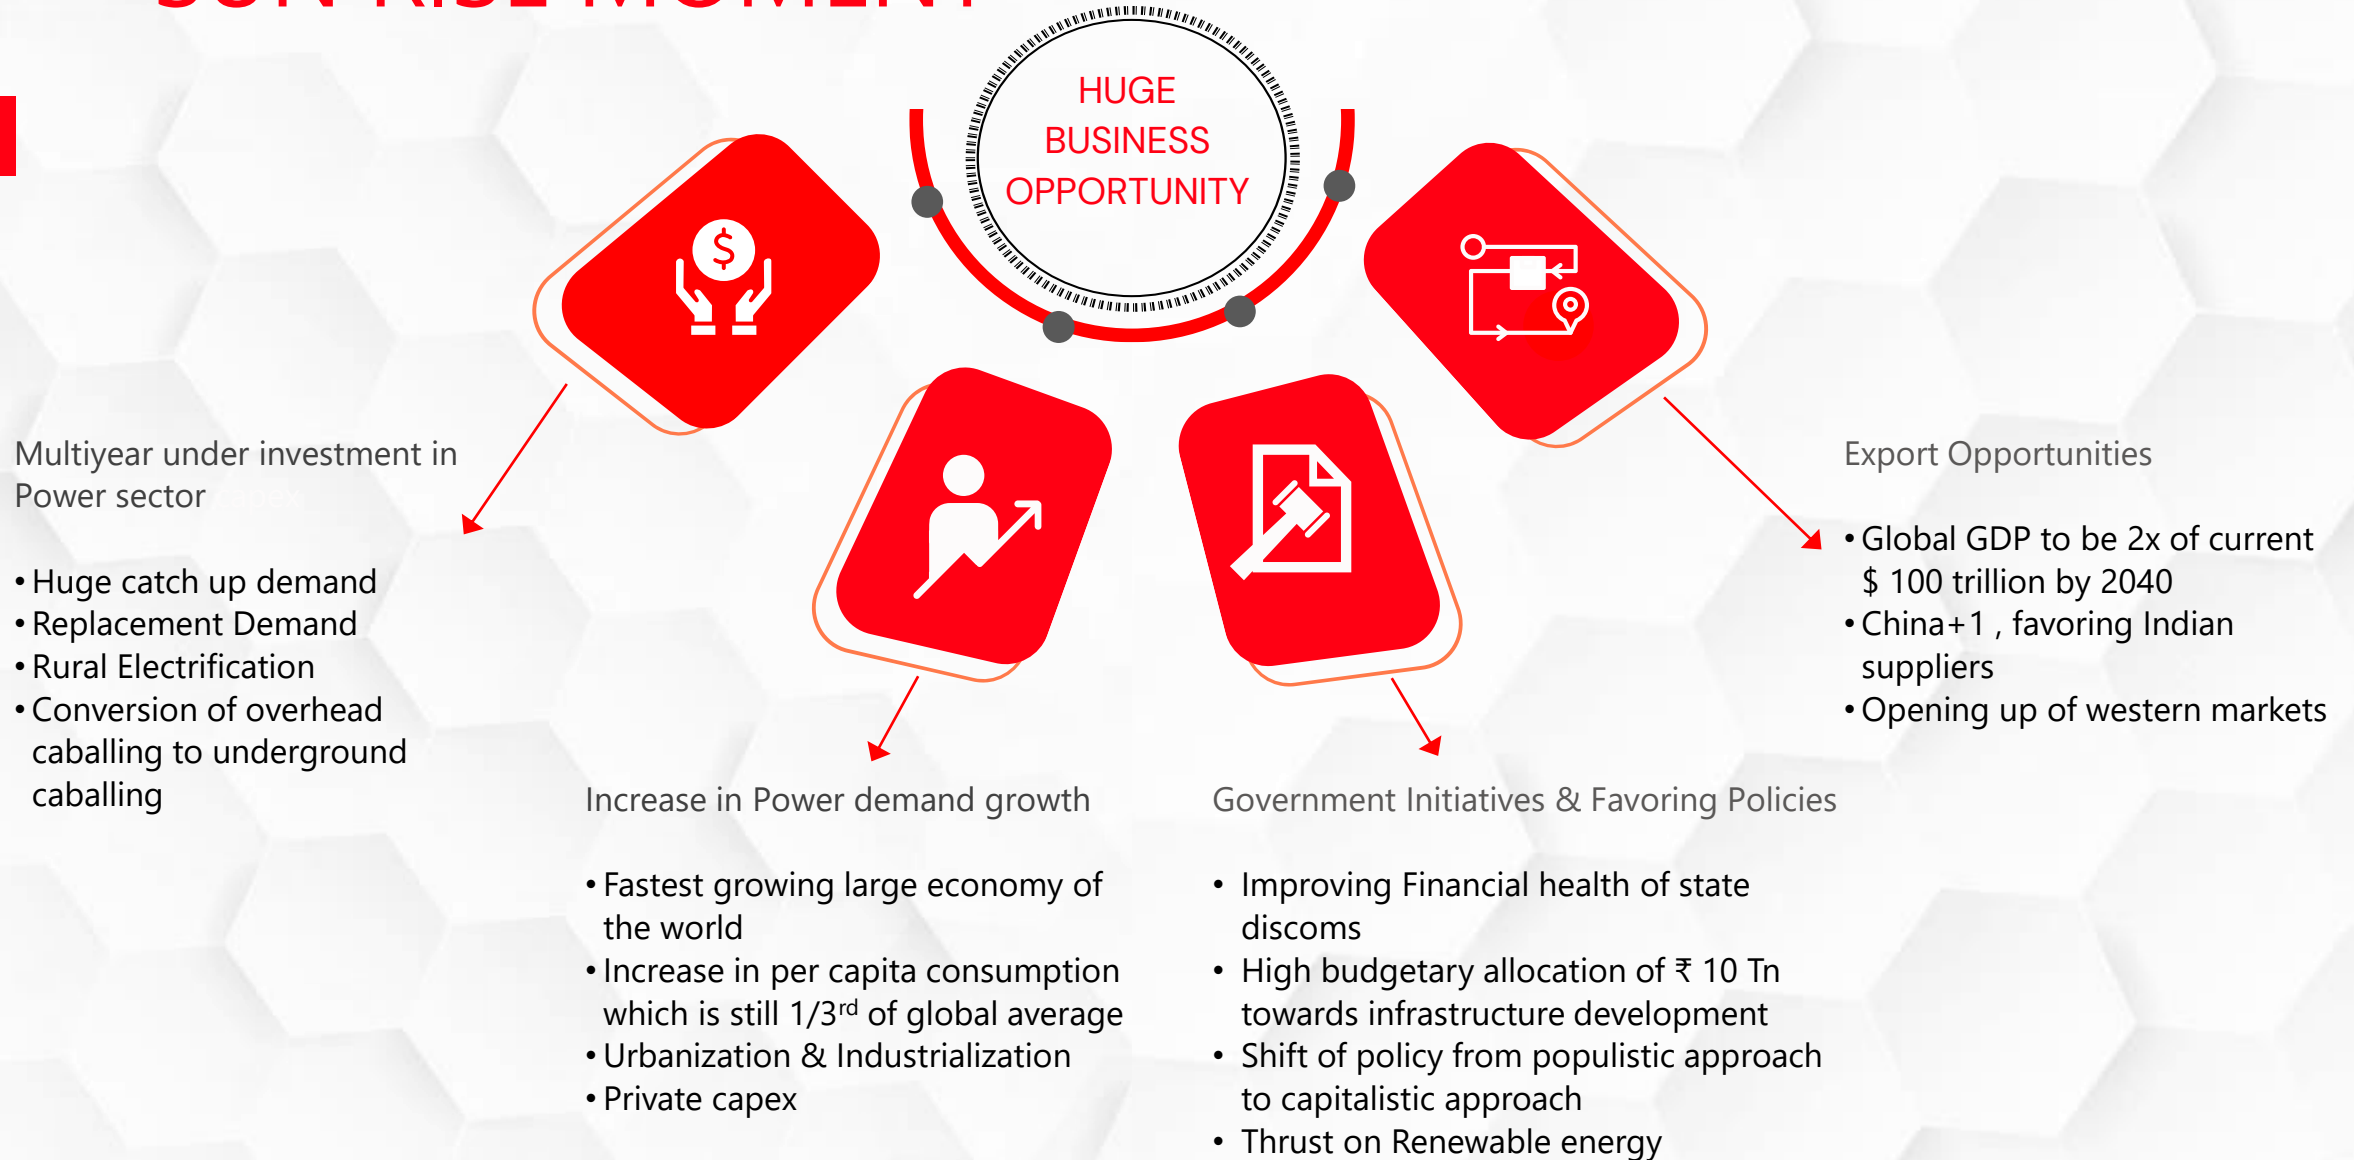 SUN RISE MOMENT
HUGE
BUSINESS
OPPORTUNITY
Multiyear under investment in
Power sector capex
• Huge catch up demand
• Replacement Demand
• Rural Electrification
• Conversion of overhead
caballing to underground
caballing
Increase in Power demand growth
• Fastest growing large economy of
the world
• Increase in per capita consumption
which is still 1/3rd of global average
• Urbanization & Industrialization
• Private capex
Government Initiatives & Favoring Policies
• Improving Financial health of state
discoms
• High budgetary allocation of ₹ 10 Tn
towards infrastructure development
• Shift of policy from populistic approach
to capitalistic approach
• Thrust on Renewable energy
Export Opportunities
• Global GDP to be 2x of current
$ 100 trillion by 2040
• China+1 , favoring Indian
suppliers
• Opening up of western markets